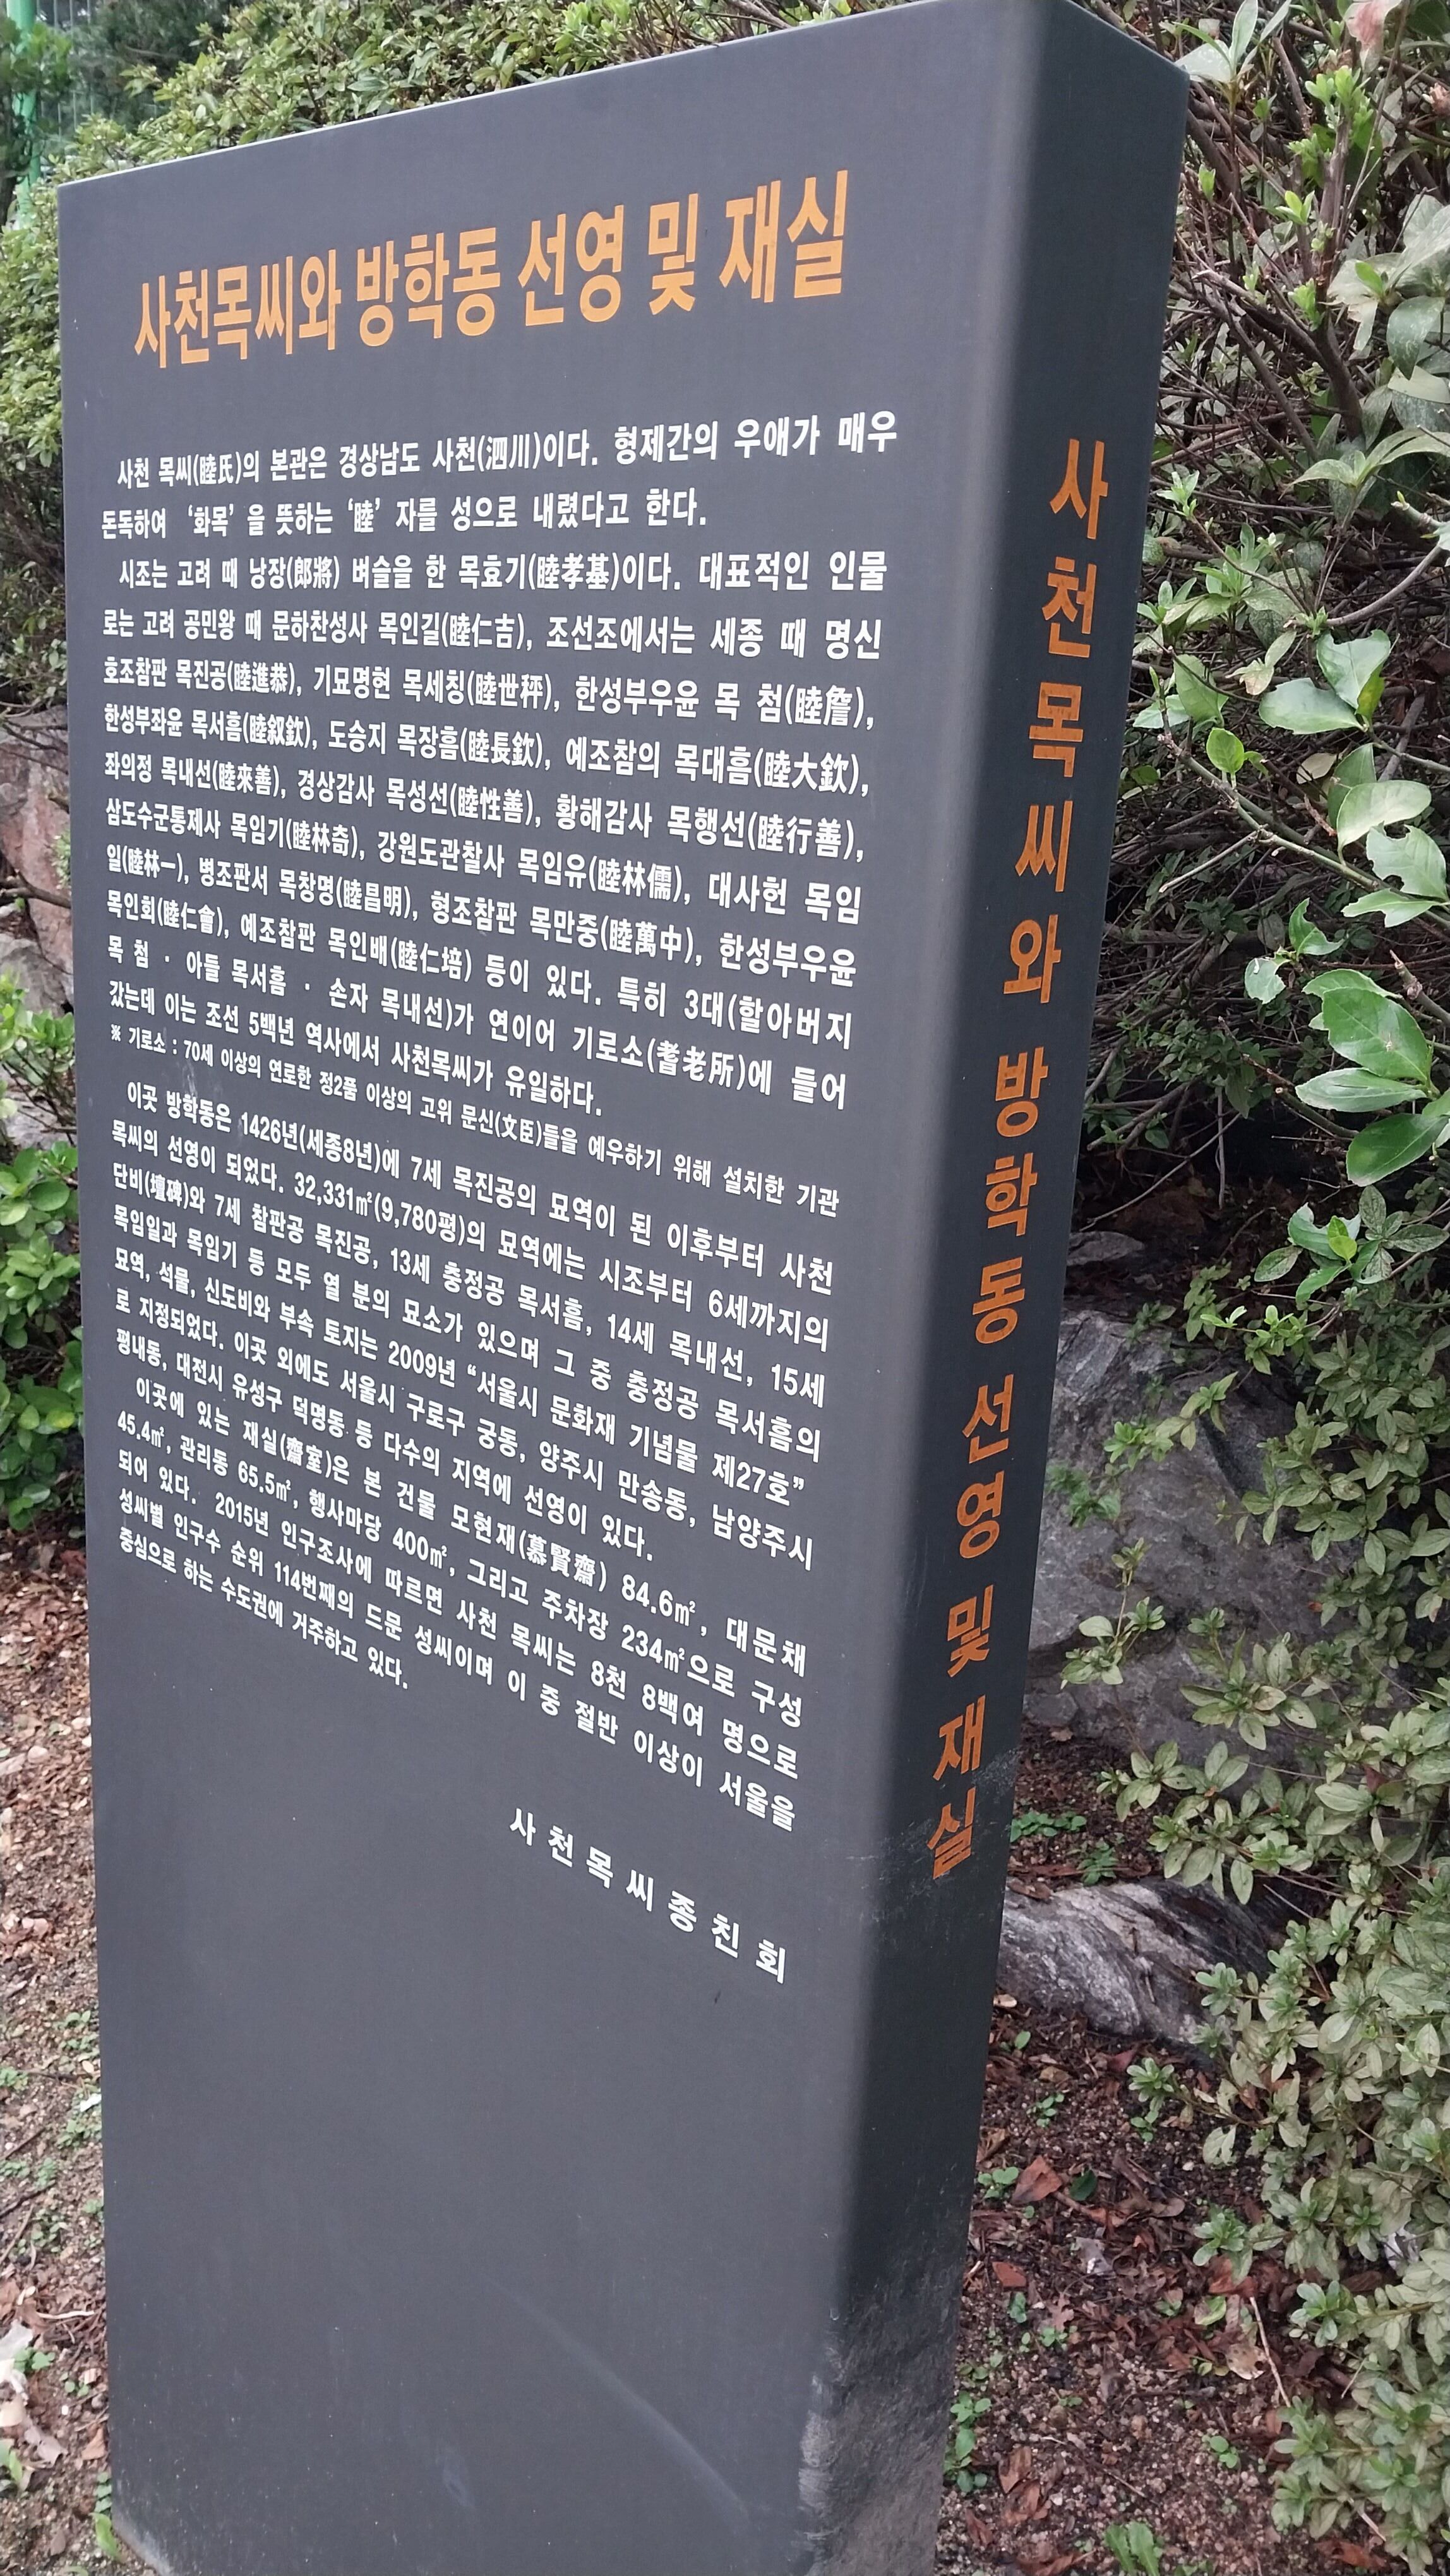 사천목씨와 방학동 선영 및 재실
사천 목씨(睦氏)의 본관은 경상남도 사천(泗川)이다. 형제간의 우애가 매우
돈독하여 ‘화목’ 을 뜻하는 ‘睦’ 자를 성으로 내렸다고 한다.
시조는 고려 때 낭장(郎將) 벼슬을 한 목효기(睦孝基)이다. 대표적인 인물
로는 고려 공민왕 때 문하찬성사 목인길(睦仁吉), 조선조에서는 세종 때 명신
호조참판 목진공(睦進恭), 기묘명현 목세칭(睦世秤), 한성부우윤 목 첨(睦詹),
한성부좌윤 목서흠(睦叙欽), 도승지 목장흠(睦長欽), 예조참의 목대흠(睦大欽),
좌의정 목내선(睦來善), 경상감사 목성선(睦性善), 황해감사 목행선(睦行善),
삼도수군통제사 목임기(睦林奇), 강원도관찰사 목임유(睦林儒), 대사헌 목임
일(睦林一), 병조판서 목창명(睦昌明), 형조참판 목만중(睦萬中), 한성부우윤
목인회(睦仁會), 예조참판 목인배(睦仁培) 등이 있다. 특히 3대(할아버지
목 첨 · 아들 목서흠 · 손자 목내선)가 연이어 기로소(耆老所)에 들어
갔는데 이는 조선 5백년 역사에서 사천목씨가 유일하다.
※ 기로소 : 70세 이상의 연로한 정2품 이상의 고위 문신(文臣)들을 예우하기 위해 설치한 기관
이곳 방학동은 1426년(세종8년)에 7세 목진공의 묘역이 된 이후부터 사천
목씨의 선영이 되었다. 32,331㎡(9,780평)의 묘역에는 시조부터 6세까지의
단비(壇碑)와 7세 참판공 목진공, 13세 충정공 목서흠, 14세 목내선, 15세
목임일과 목임기 등 모두 열 분의 묘소가 있으며 그 중 충정공 목서흠의
묘역, 석물, 신도비와 부속 토지는 2009년 “서울시 문화재 기념물 제27호”
로 지정되었다. 이곳 외에도 서울시 구로구 궁동, 양주시 만송동, 남양주시
평내동, 대전시 유성구 덕명동 등 다수의 지역에 선영이 있다.
이곳에 있는 재실(齋室)은 본 건물 모현재(慕賢齋) 84.6㎡, 대문채
45.4㎡, 관리동 65.5㎡, 행사마당 400㎡, 그리고 주차장 234㎡으로 구성
되어 있다. 2015년 인구조사에 따르면 사천 목씨는 8천 8백여 명으로
성씨별 인구수 순위 114번째의 드문 성씨이며 이 중 절반 이상이 서울을
중심으로 하는 수도권에 거주하고 있다.
사 천 목 씨 종 친 회
사천목씨와 방학동 선영 및 재실